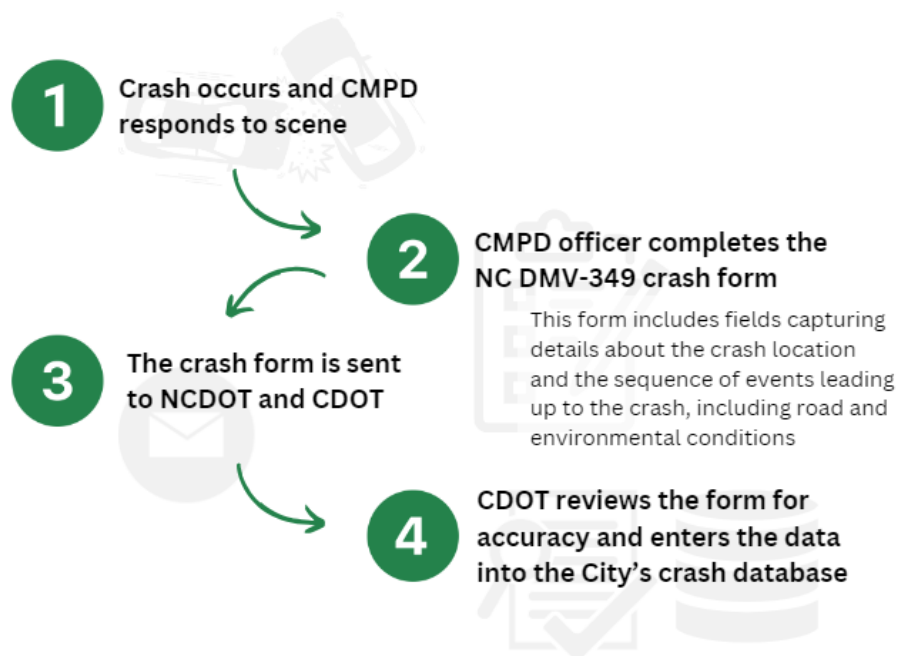 1
Crash occurs and CMPD
responds to scene
2
CMPD officer completes the
NC DMV-349 crash form
This form includes fields capturing
details about the crash location
and the sequence of events leading
up to the crash, including road and
environmental conditions
3
The crash form is sent
to NCDOT and CDOT
4
CDOT reviews the form for
accuracy and enters the data
into the City’s crash database